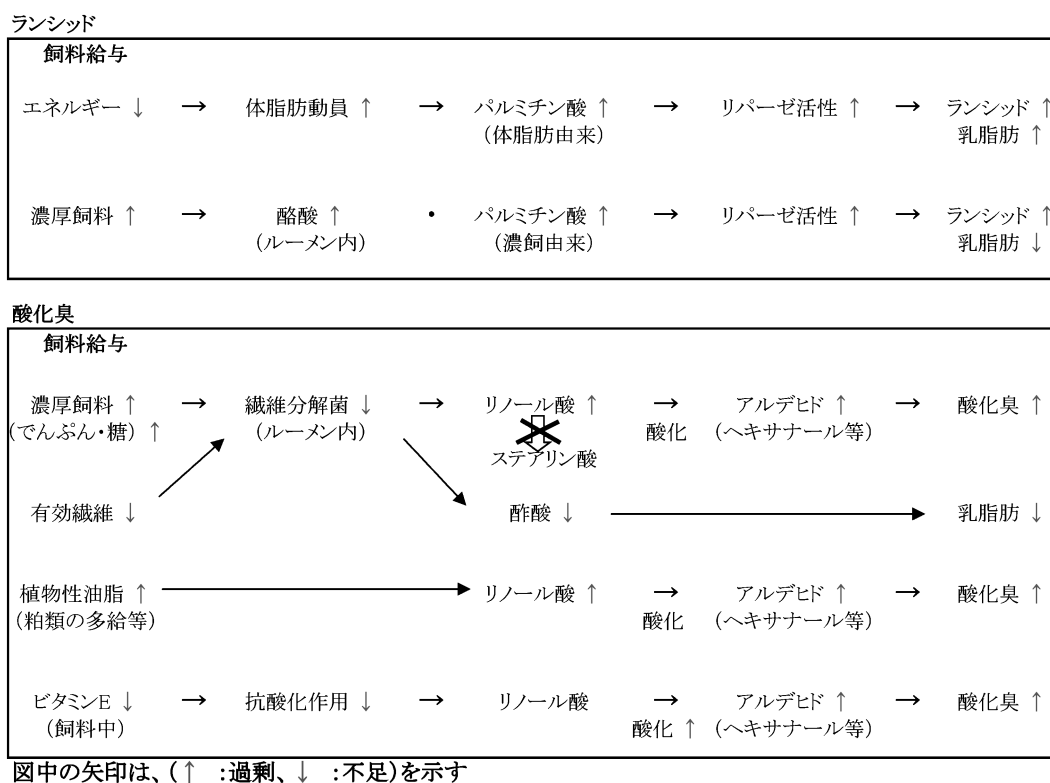 ランシッド
飼料給与
エネルギー ↓ → 体脂肪動員 ↑ → パルミチン酸 ↑ → リパーゼ活性 ↑ → ランシッド ↑
(体脂肪由来) 乳脂肪 ↑
濃厚飼料 ↑ → 酪酸 ↑ ・ パルミチン酸 ↑ → リパーゼ活性 ↑ → ランシッド ↑
(ルーメン内) (濃飼由来) 乳脂肪 ↓
酸化臭
飼料給与
濃厚飼料 ↑ → 繊維分解菌 ↓ → リノール酸 ↑ → アルデヒド ↑ → 酸化臭 ↑
(でんぷん・糖) ↑ (ルーメン内) 酸化 (ヘキサナール等)
ステアリン酸
有効繊維 ↓ 酢酸 ↓ → 乳脂肪 ↓
植物性油脂 ↑ → リノール酸 ↑ → アルデヒド ↑ → 酸化臭 ↑
(粕類の多給等) 酸化 (ヘキサナール等)
ビタミンE ↓ → 抗酸化作用 ↓ → リノール酸 → アルデヒド ↑ → 酸化臭 ↑
(飼料中) 酸化 ↑ (ヘキサナール等)
図中の矢印は、(↑ :過剰、↓ :不足)を示す